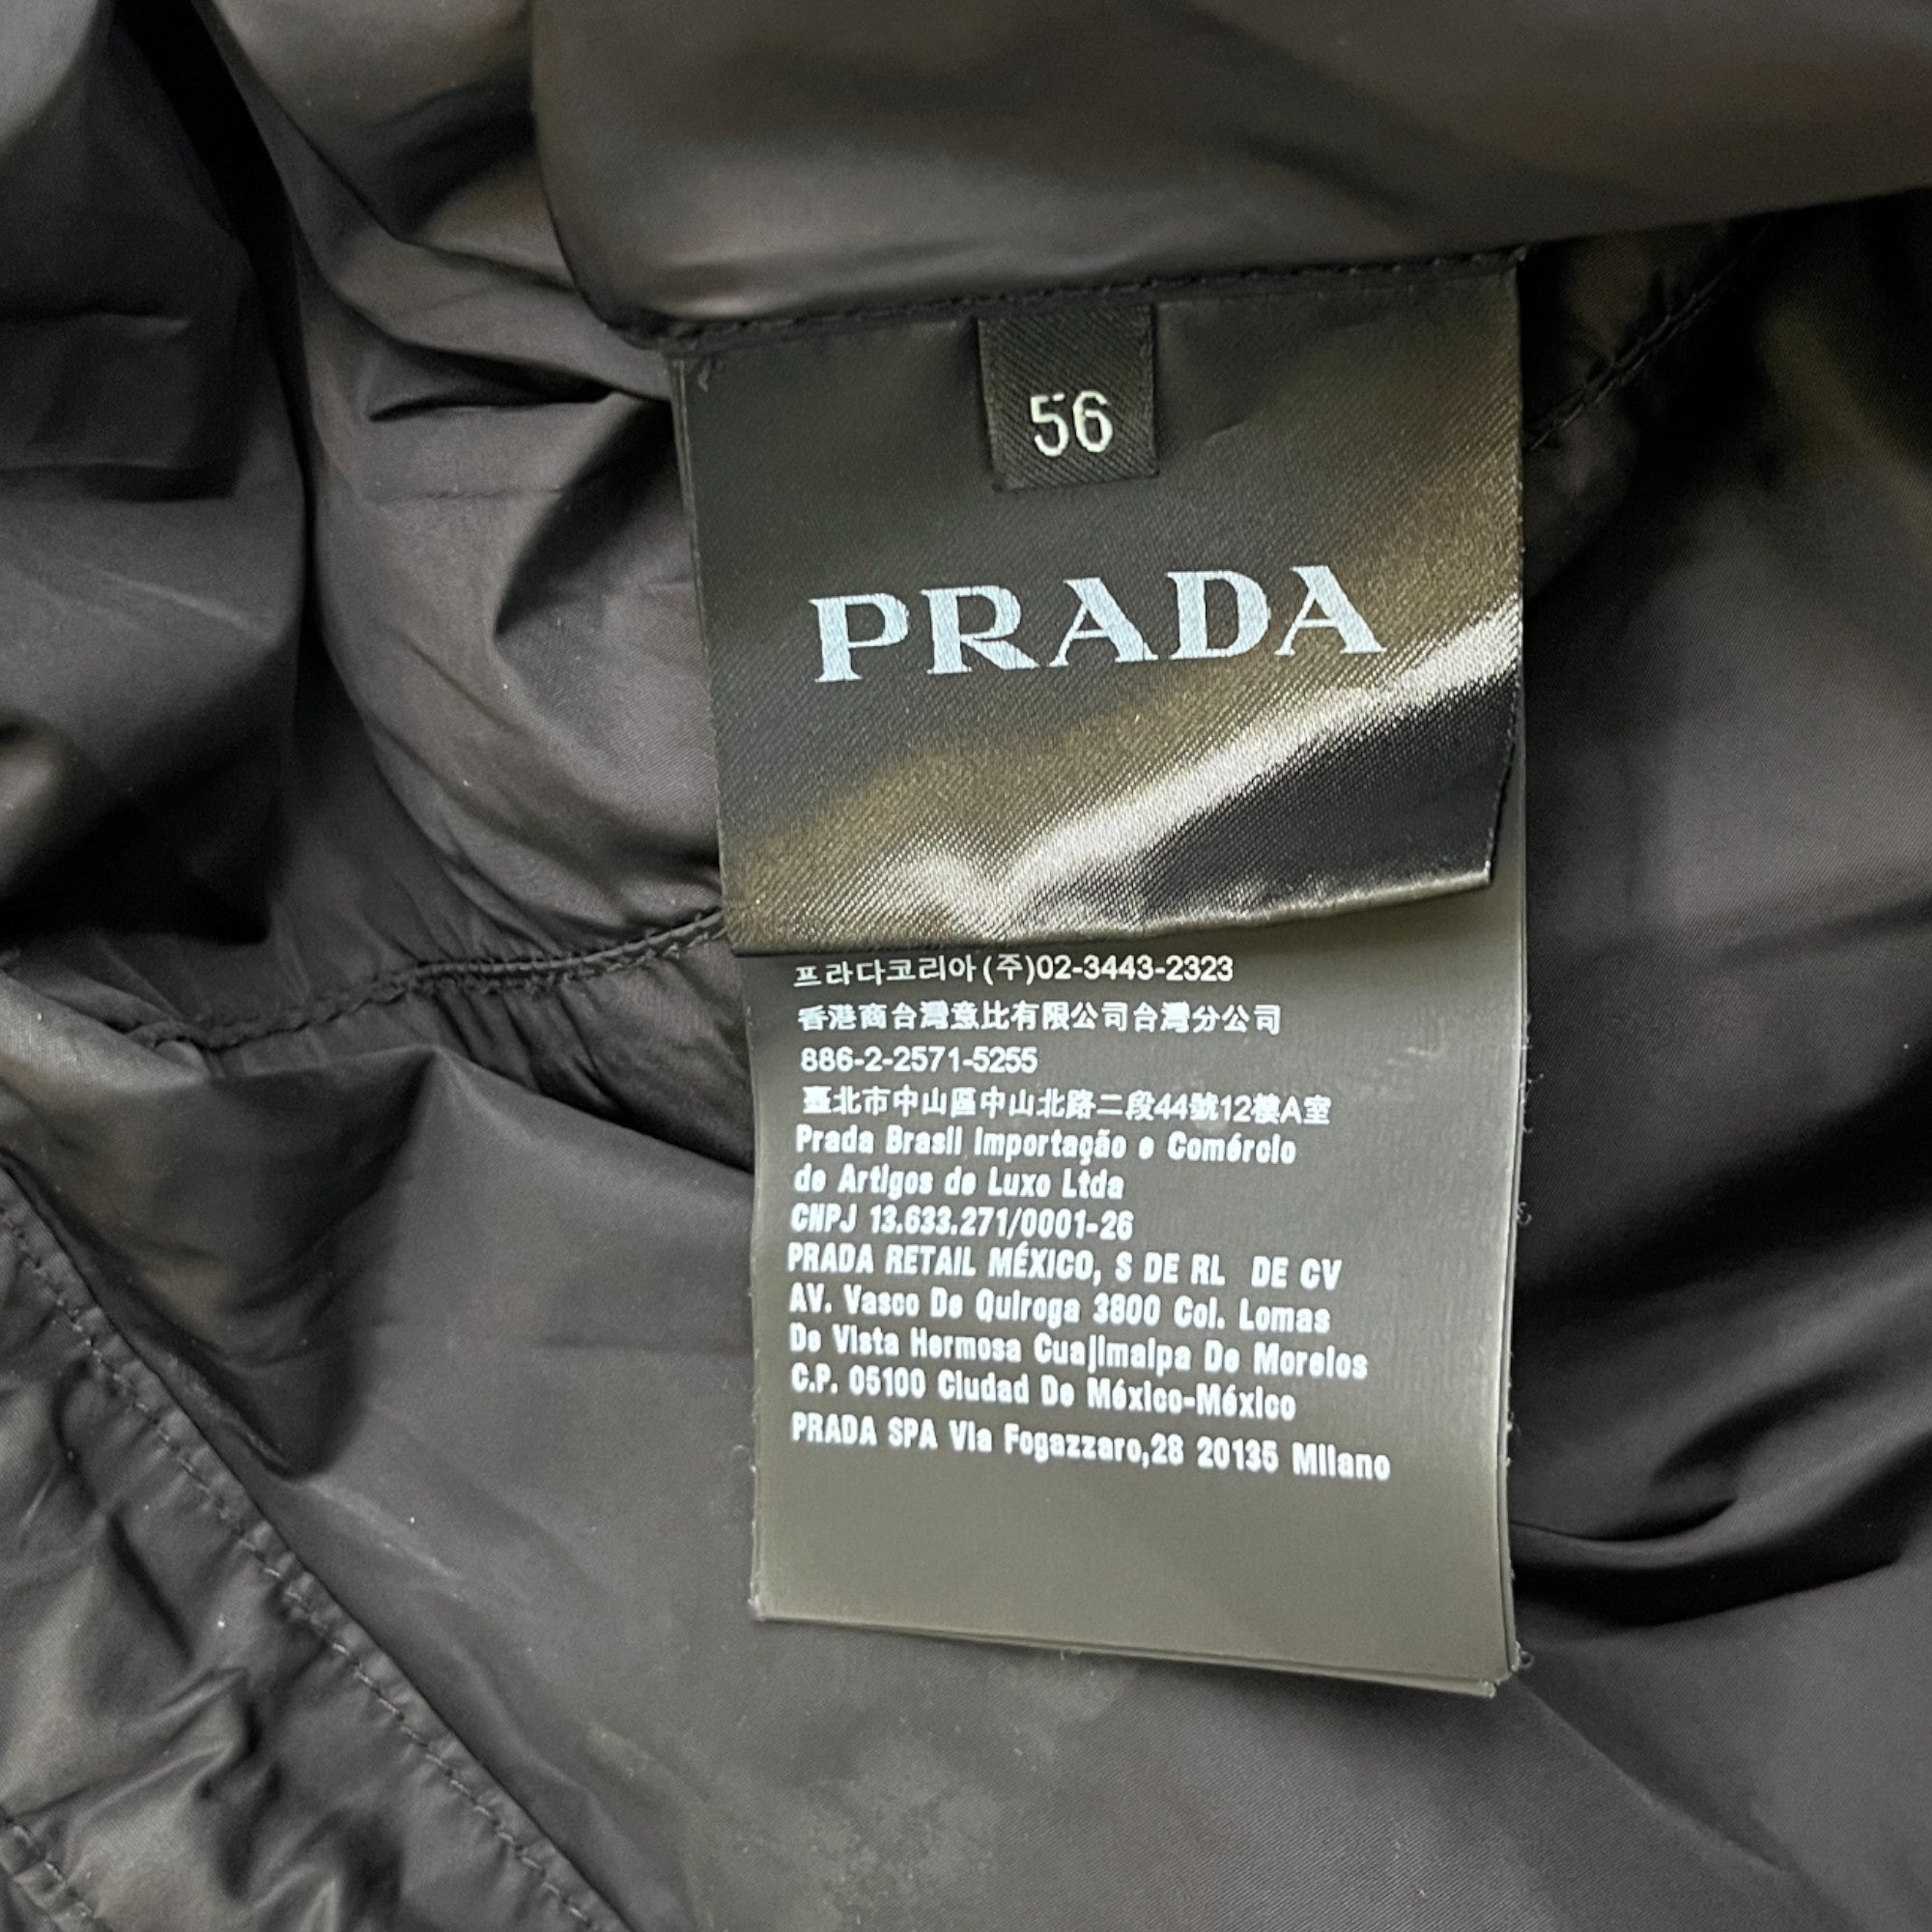 56
PRADA
프라다코리아(주)02-3443-2323
香港商台灣意比有限公司台灣分公司
886-2-2571-5255
臺北市中山區中山北路二段44號12樓A室
Prada Brasil Importação e Comércio
de Artigos de Luxo Ltda
CNPJ 13.633.271/0001-26
PRADA RETAIL MÉXICO, S DE RL DE CV
AV. Vasco De Quiroga 3800 Col. Lomas
De Vista Hermosa Cuajimalpa De Morelos
C.P. 05100 Ciudad De México-México
PRADA SPA Via Fogazzaro,28 20135 Milano